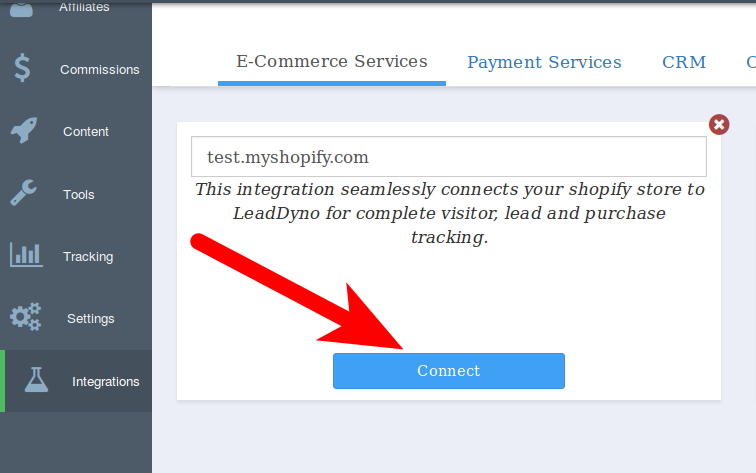 Affiliates
Commissions
Content
Tools
Tracking
Settings
Integrations
E-Commerce Services
Payment Services
CRM
test.myshopify.com
This integration seamlessly connects your shopify store to
LeadDyno for complete visitor, lead and purchase
tracking.
Connect